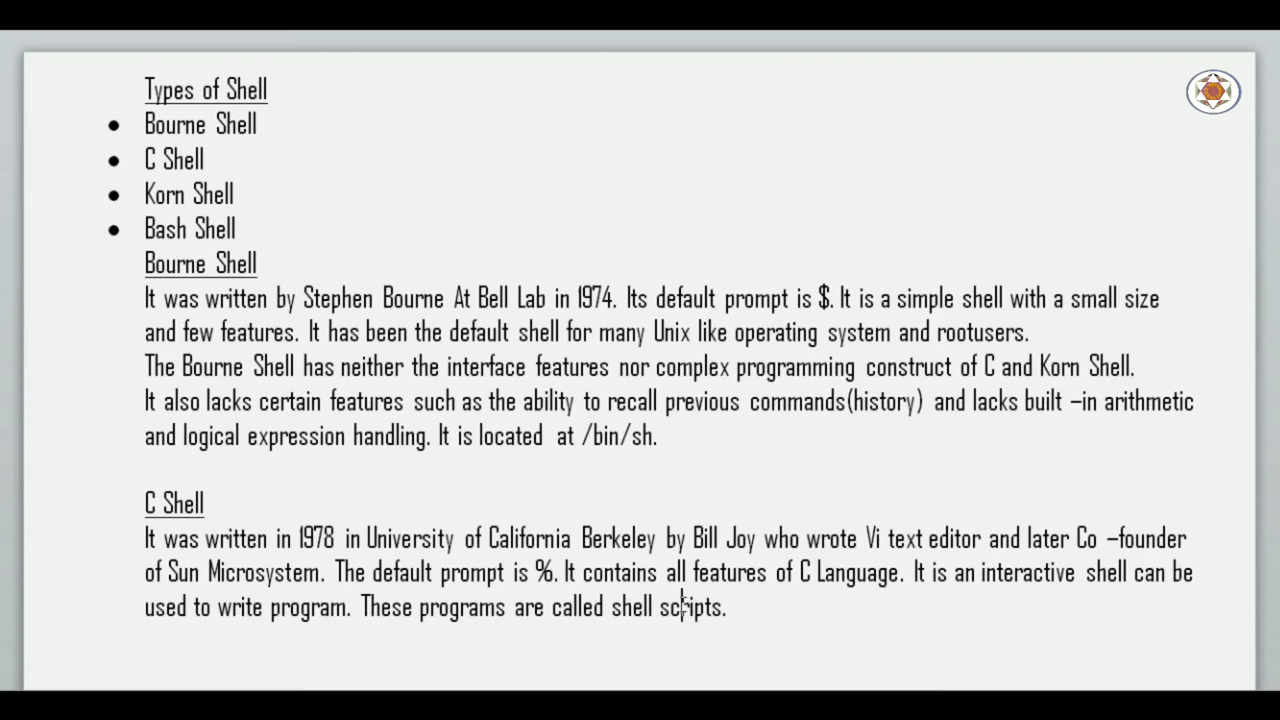 Types of Shell
● Bourne Shell
● C Shell
● Korn Shell
● Bash Shell
Bourne Shell
It was written by Stephen Bourne At Bell Lab in 1974. Its default prompt is $. It is a simple shell with a small size
and few features. It has been the default shell for many Unix like operating system and rootusers.
The Bourne Shell has neither the interface features nor complex programming construct of C and Korn Shell.
It also lacks certain features such as the ability to recall previous commands(history) and lacks built –in arithmetic
and logical expression handling. It is located at /bin/sh.
C Shell
It was written in 1978 in University of California Berkeley by Bill Joy who wrote Vi text editor and later Co –founder
of Sun Microsystem. The default prompt is %. It contains all features of C Language. It is an interactive shell can be
used to write program. These programs are called shell scripts.